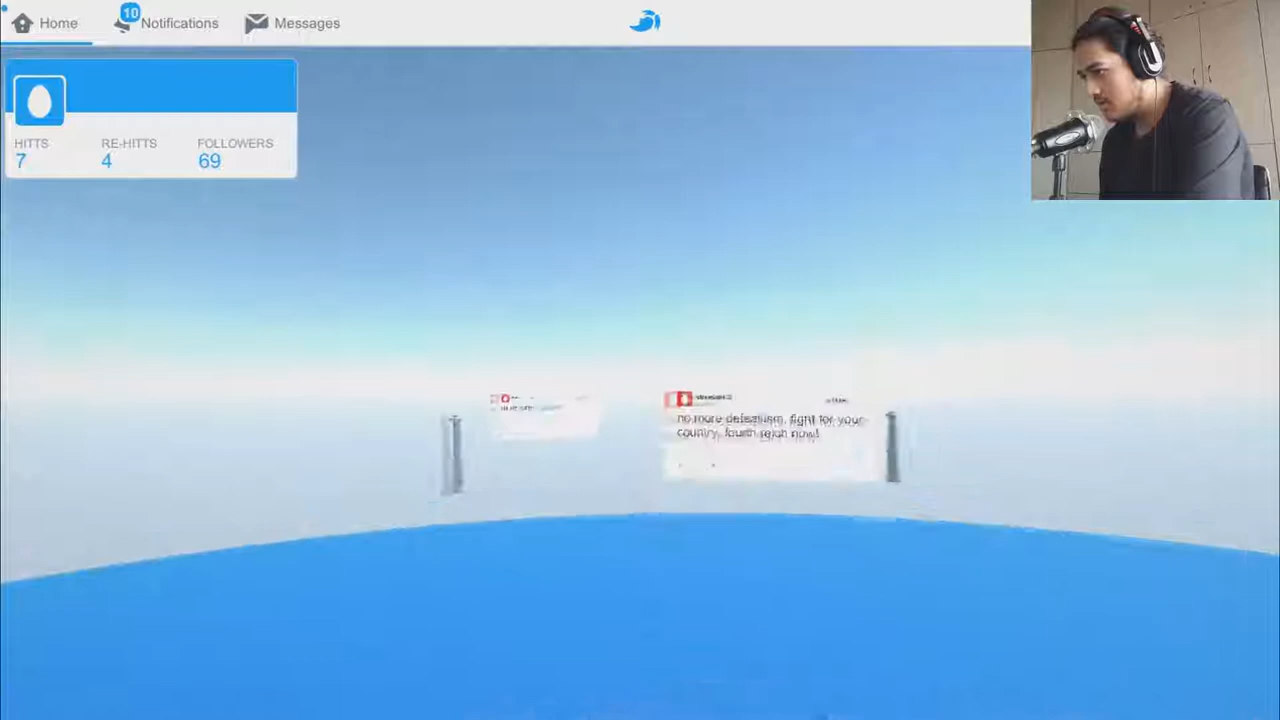 Home
10
Notifications
Messages
HITTS
RE-HITTS
FOLLOWERS
7
4
69
no more defeatism, fight for your
country, fourth reich now!